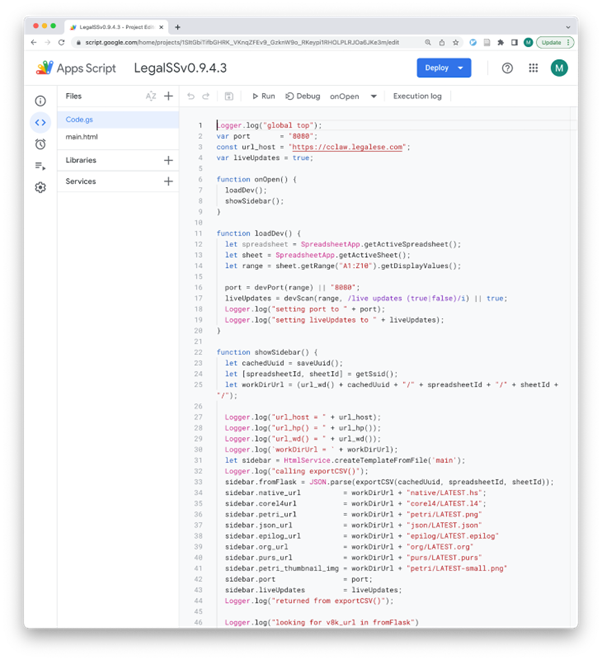 LegalSSv0.9.4.3 - Project Edit
script.google.com/home/projects/
Update
Apps Script
LegalSSv0.9.4.3
Deploy
M
Files
AZ
Run
Debug
onOpen
Execution log
Code.gs
main.html
Libraries
Services
1 Logger.log("global top");
2 var port = "8080";
3 const url_host = "https://cclaw.legalese.com";
4 var liveUpdates = true;
5
6 function onOpen() {
7 loadDev();
8 showSidebar();
9 }
10
11 function loadDev() {
12 let spreadsheet = SpreadsheetApp.getActiveSpreadsheet();
13 let sheet = SpreadsheetApp.getActiveSheet();
14 let range = sheet.getRange("A1:Z10").getDisplayValues();
15
16 port = devPort(range) || "8080";
17 liveUpdates = devScan(range, /live updates (true|false)/i) || true;
18 Logger.log("setting port to " + port);
19 Logger.log("setting liveUpdates to " + liveUpdates);
20 }
21
22 function showSidebar() {
23 let cachedUuid = saveUuid();
24 let [spreadsheetId, sheetId] = getSsid();
25 let workDirUrl = (url_wd() + cachedUuid + "/" + spreadsheetId + "/" + sheetId +
"/");
26
27 Logger.log("url_host = " + url_host);
28 Logger.log("url_hp() = " + url_hp());
29 Logger.log("url_wd() = " + url_wd());
30 Logger.log(`workDirUrl = ` + workDirUrl);
31 let sidebar = HtmlService.createTemplateFromFile('main');
32 Logger.log("calling exportCSV()");
33 sidebar.fromFlask = JSON.parse(exportCSV(cachedUuid, spreadsheetId, sheetId));
34 sidebar.native_url = workDirUrl + "native/LATEST.hs";
35 sidebar.corel4url = workDirUrl + "corel4/LATEST.l4";
36 sidebar.petri_url = workDirUrl + "petri/LATEST.png"
37 sidebar.json_url = workDirUrl + "json/LATEST.json"
38 sidebar.epilog_url = workDirUrl + "epilog/LATEST.epilog"
39 sidebar.org_url = workDirUrl + "org/LATEST.org"
40 sidebar.purs_url = workDirUrl + "purs/LATEST.purs"
41 sidebar.petri_thumbnail_img = workDirUrl + "petri/LATEST-small.png"
42 sidebar.port = port;
43 sidebar.liveUpdates = liveUpdates;
44 Logger.log("returned from exportCSV()");
45
46 Logger.log("looking for v8k_url in fromFlask")